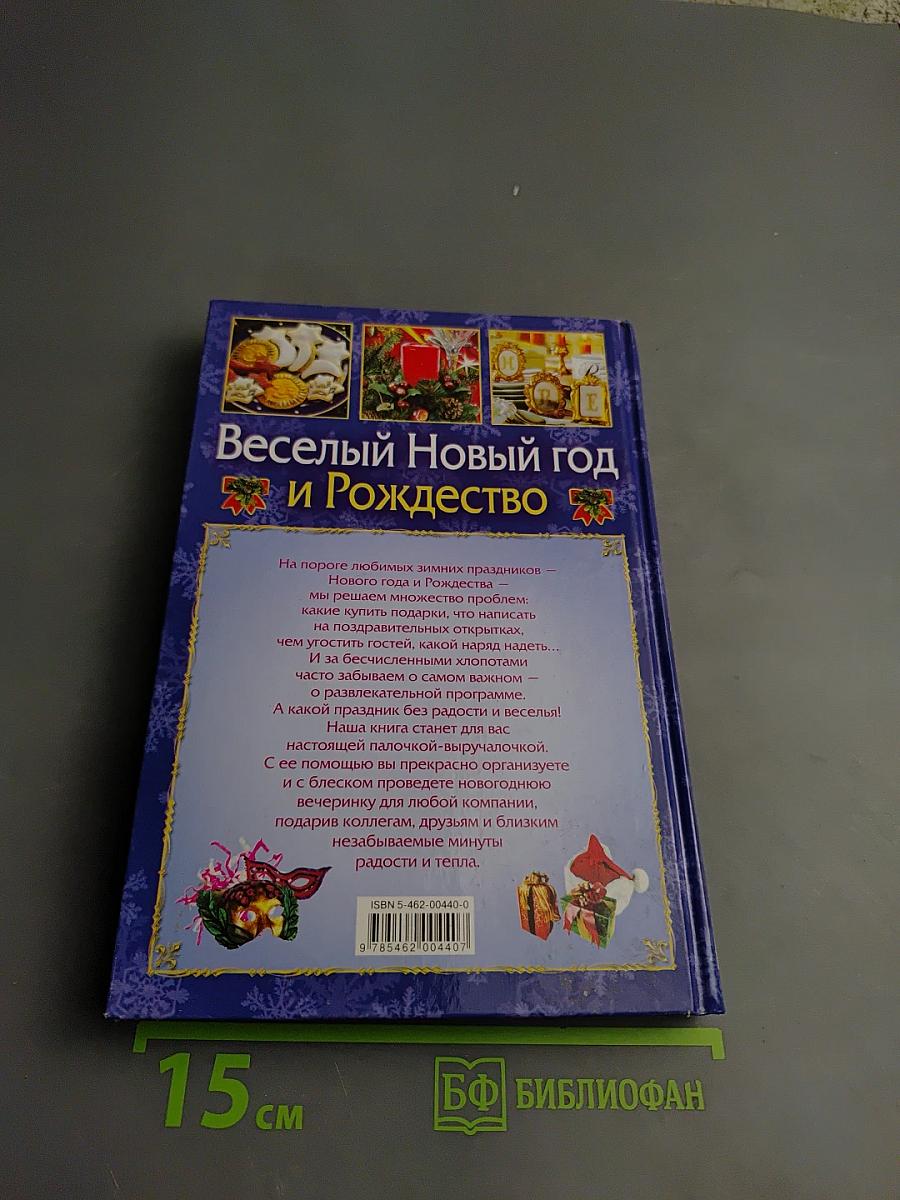 И Р
П Е
Веселый Новый год
и Рождество
На пороге любимых зимних праздников —
Нового года и Рождества —
мы решаем множество проблем:
какие купить подарки, что написать
на поздравительных открытках,
чем угостить гостей, какой наряд надеть...
И за бесчисленными хлопотами
часто забываем о самом важном —
о развлекательной программе.
А какой праздник без радости и веселья!
Наша книга станет для вас
настоящей палочкой-выручалочкой.
С ее помощью вы прекрасно организуете
и с блеском проведете новогоднюю
вечеринку для любой компании,
подарив коллегам, друзьям и близким
незабываемые минуты
радости и тепла.
ISBN 5-462-00440-0
9 785462 004407
15 см
БФ БИБЛИОФАН